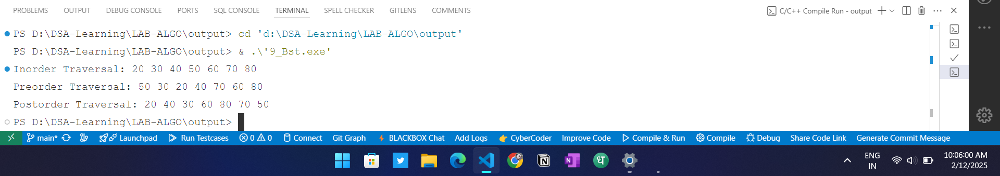 PROBLEMS OUTPUT DEBUG CONSOLE PORTS SQL CONSOLE TERMINAL SPELL CHECKER GITLENS COMMENTS C/C++ Compile Run - output
PS D:\DSA-Learning\LAB-ALGO\output> cd 'd:\DSA-Learning\LAB-ALGO\output'
PS D:\DSA-Learning\LAB-ALGO\output> & .\'9_Bst.exe'
Inorder Traversal: 20 30 40 50 60 70 80
Preorder Traversal: 50 30 20 40 70 60 80
Postorder Traversal: 20 40 30 60 80 70 50
PS D:\DSA-Learning\LAB-ALGO\output>
main* Launchpad Run Testcases 0 0 Connect Git Graph BLACKBOX Chat Add Logs CyberCoder Improve Code Compile & Run Compile Debug Share Code Link Generate Commit Message
ENG 10:06:00 AM
IN 2/12/2025